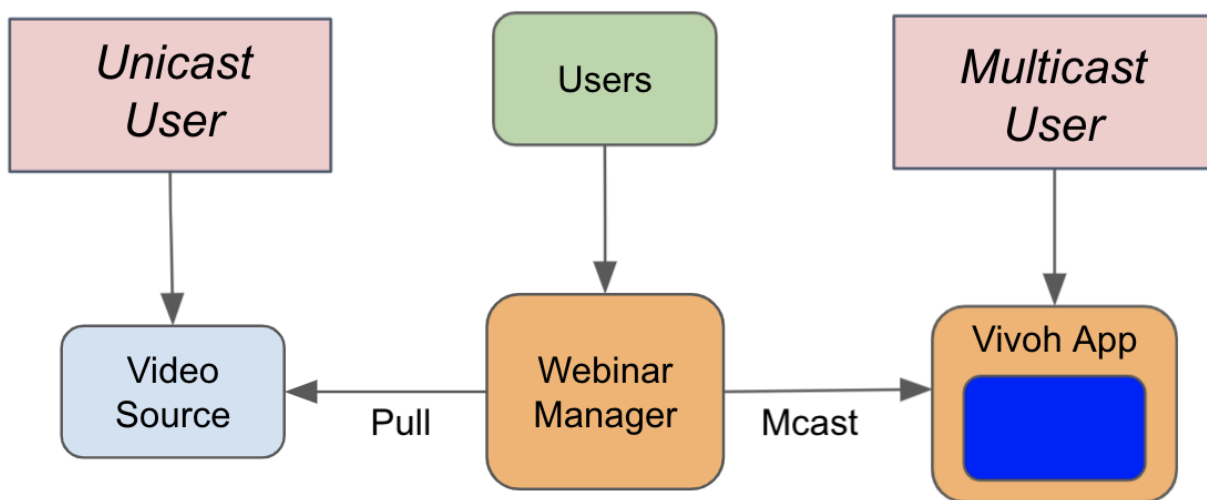 Unicast
User
Users
Multicast
User
Video
Source
Pull
Webinar
Manager
Mcast
Vivoh App